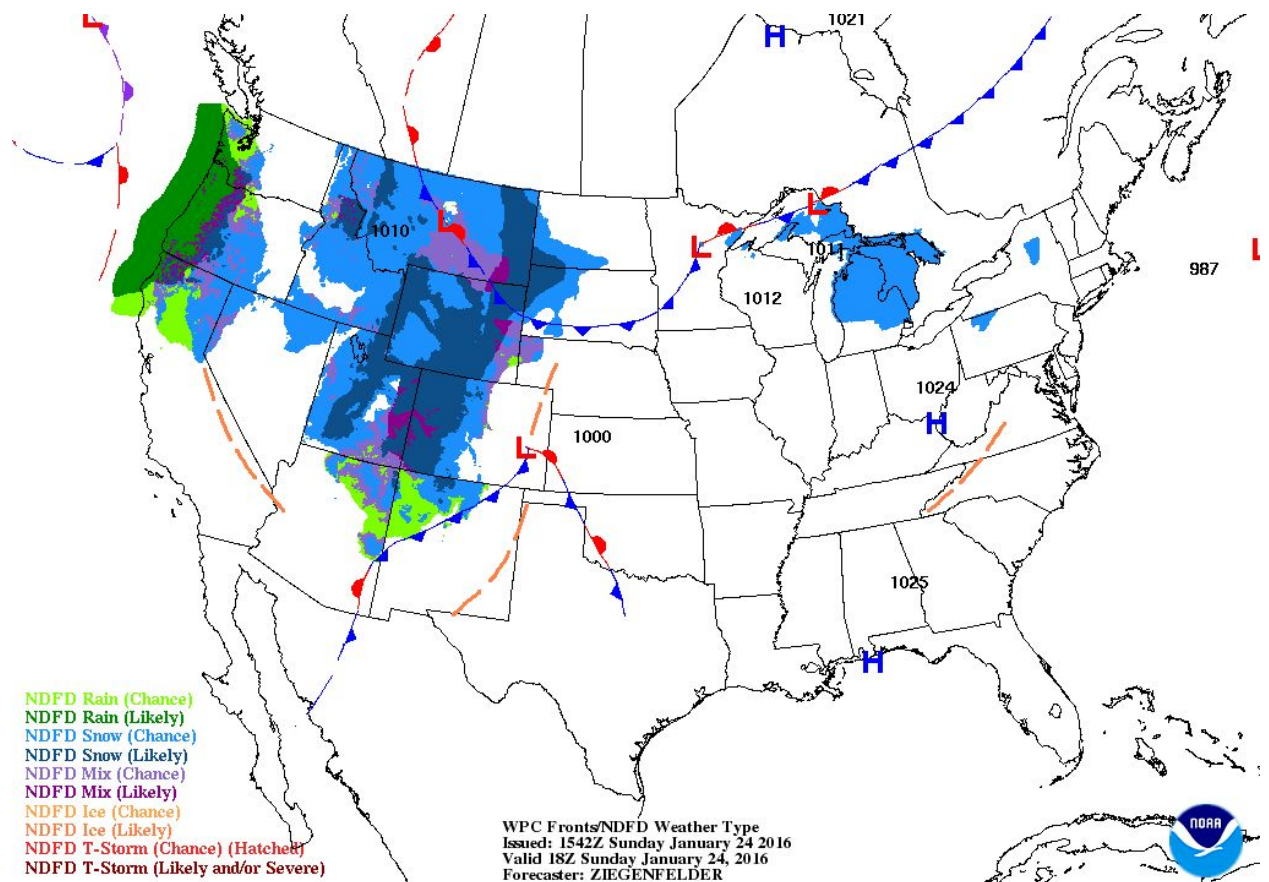 L
1021
H
L
1010
L
L
1011
987
L
1012
1024
H
L
1000
1025
H
NDFD Rain (Chance)
NDFD Rain (Likely)
NDFD Snow (Chance)
NDFD Snow (Likely)
NDFD Mix (Chance)
NDFD Mix (Likely)
NDFD Ice (Chance)
NDFD Ice (Likely)
NDFD T-Storm (Chance) (Hatched)
NDFD T-Storm (Likely and/or Severe)
WPC Fronts/NDFD Weather Type
Issued: 1542Z Sunday January 24 2016
Valid 18Z Sunday January 24, 2016
Forecaster: ZIEGENFELDER
NOAA